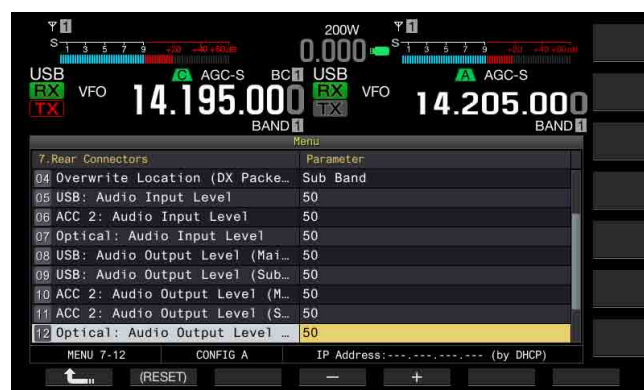 1 200W 1
S 1 3 5 7 9 +20 +40 +60dB 0.000 S 1 3 5 7 9 +20 +40 +60dB
USB C AGC-S BC1 USB A AGC-S
RX VFO 14.195.000 RX VFO 14.205.000
TX TX
BAND 1 BAND 1
Menu
7.Rear Connectors Parameter
04 Overwrite Location (DX Packe… Sub Band
05 USB: Audio Input Level 50
06 ACC 2: Audio Input Level 50
07 Optical: Audio Input Level 50
08 USB: Audio Output Level (Mai… 50
09 USB: Audio Output Level (Sub… 50
10 ACC 2: Audio Output Level (M… 50
11 ACC 2: Audio Output Level (S… 50
12 Optical: Audio Output Level … 50
MENU 7-12 CONFIG A IP Address:---.---.---.--- (by DHCP)
(RESET) − +